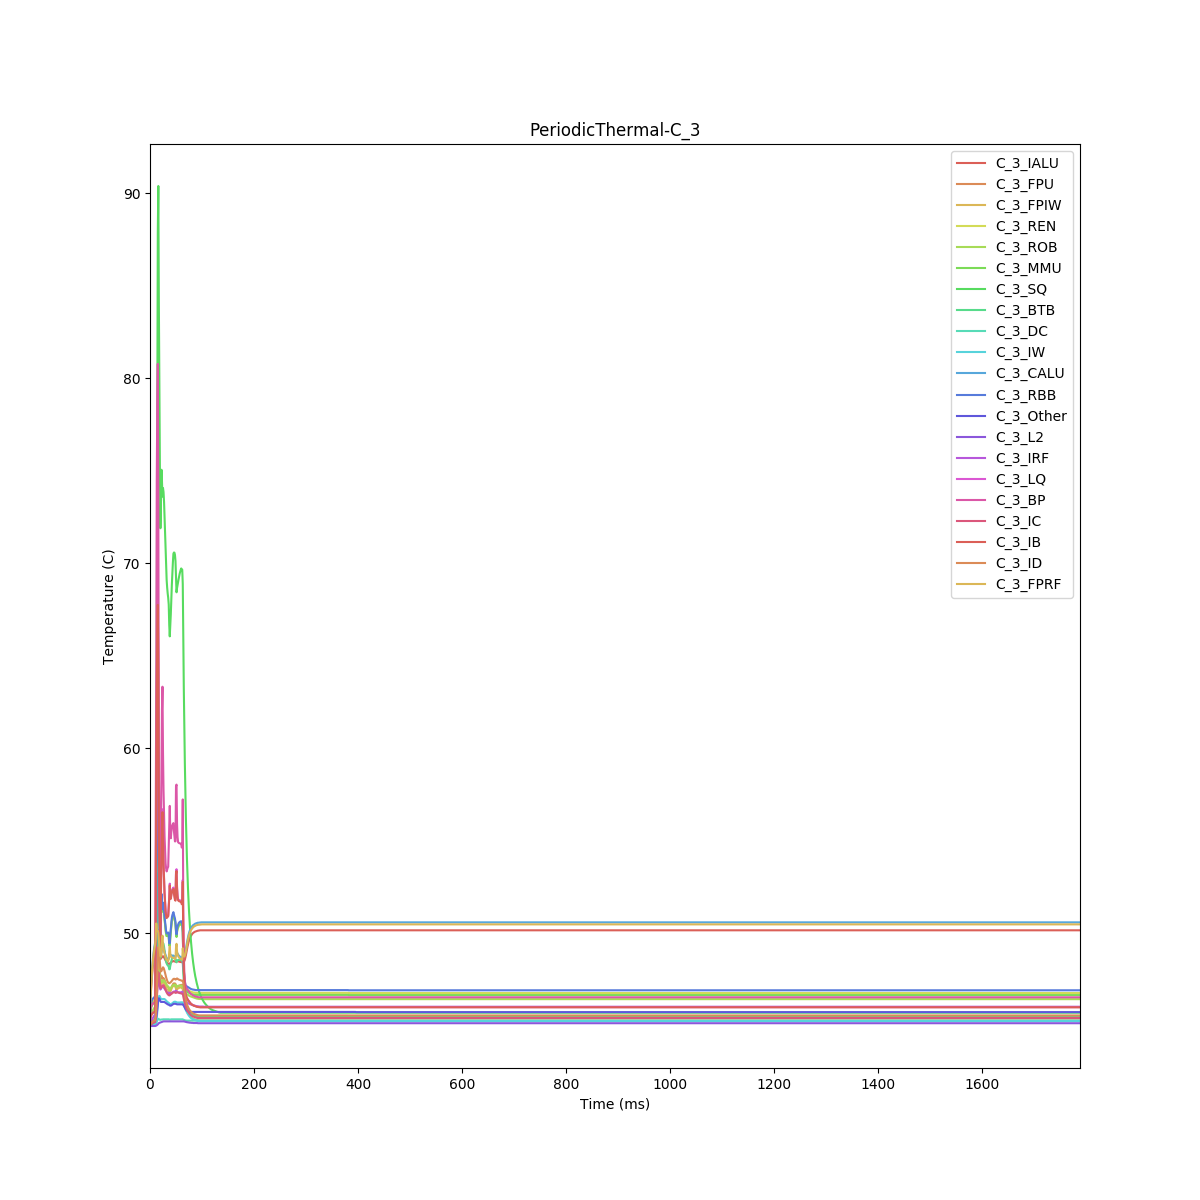 PeriodicThermal-C_3
C_3_IALU
C_3_FPU
C_3_FPIW
C_3_REN
C_3_ROB
C_3_MMU
C_3_SQ
C_3_BTB
C_3_DC
C_3_IW
C_3_CALU
C_3_RBB
C_3_Other
C_3_L2
C_3_IRF
C_3_LQ
C_3_BP
C_3_IC
C_3_IB
C_3_ID
C_3_FPRF
90
80
70
60
50
Temperature (C)
0 200 400 600 800 1000 1200 1400 1600
Time (ms)